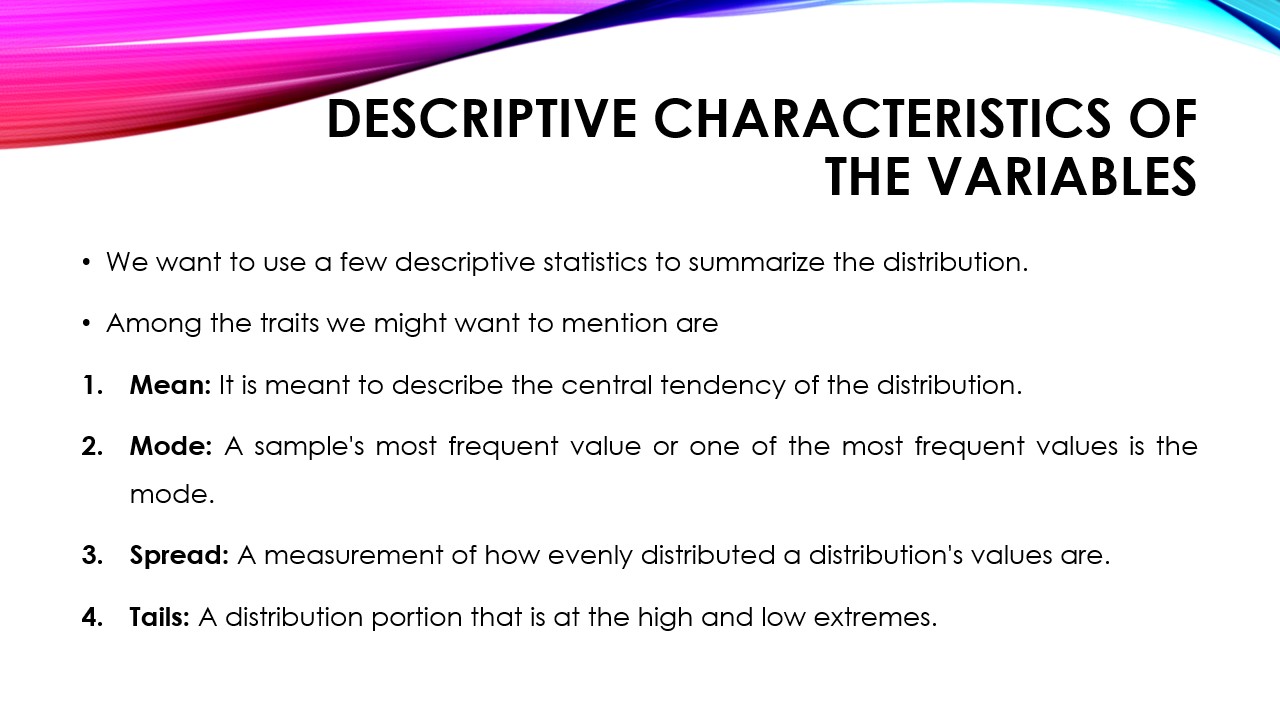 DESCRIPTIVE CHARACTERISTICS OF
THE VARIABLES
• We want to use a few descriptive statistics to summarize the distribution.
• Among the traits we might want to mention are
1. Mean: It is meant to describe the central tendency of the distribution.
2. Mode: A sample's most frequent value or one of the most frequent values is the
mode.
3. Spread: A measurement of how evenly distributed a distribution's values are.
4. Tails: A distribution portion that is at the high and low extremes.